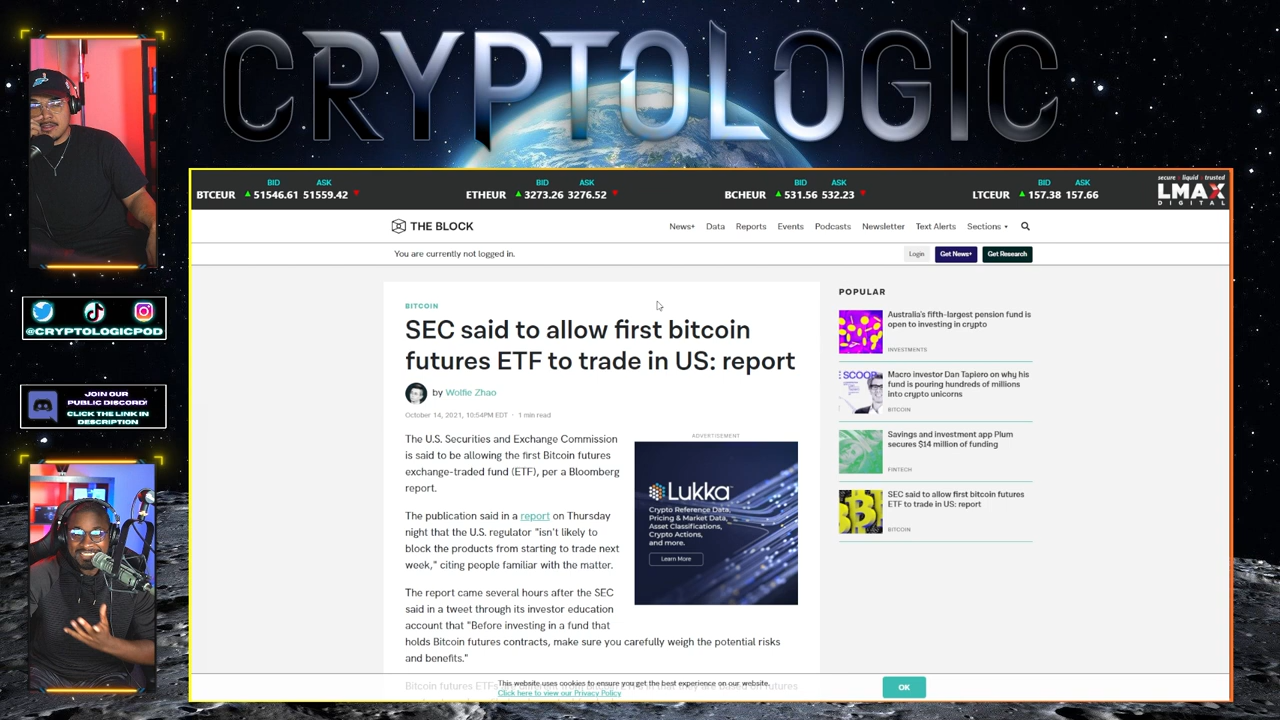 CRYPTOLOGIC
BID ASK BID ASK BID ASK BID ASK
BTCEUR 51546.61 51559.42 ETHEUR 3273.26 3276.52 BCHEUR 531.56 532.23 LTCEUR 157.38 157.66
secure · liquid · trusted
LMAX
DIGITAL
THE BLOCK
News+ Data Reports Events Podcasts Newsletter Text Alerts Sections
You are currently not logged in.
Login Get News+ Get Research
BITCOIN
SEC said to allow first bitcoin
futures ETF to trade in US: report
by Wolfie Zhao
October 14, 2021, 10:54PM EDT · 1 min read
The U.S. Securities and Exchange Commission
is said to be allowing the first Bitcoin futures
exchange-traded fund (ETF), per a Bloomberg
report.
The publication said in a report on Thursday
night that the U.S. regulator "isn't likely to
block the products from starting to trade next
week," citing people familiar with the matter.
The report came several hours after the SEC
said in a tweet through its investor education
account that "Before investing in a fund that
holds Bitcoin futures contracts, make sure you carefully weigh the potential risks
and benefits."
ADVERTISEMENT
Lukka
Crypto Reference Data,
Pricing & Market Data,
Asset Classifications,
Crypto Actions,
and more.
Learn More
POPULAR
Australia's fifth-largest pension fund is
open to investing in crypto
INVESTMENTS
SCOOP
Macro investor Dan Tapiero on why his
fund is pouring hundreds of millions
into crypto unicorns
BITCOIN
Savings and investment app Plum
secures $14 million of funding
FINTECH
SEC said to allow first bitcoin futures
ETF to trade in US: report
BITCOIN
This website uses cookies to ensure you get the best experience on our website.
Click here to view our Privacy Policy
OK
@CRYPTOLOGICPOD
JOIN OUR
PUBLIC DISCORD!
CLICK THE LINK IN
DESCRIPTION